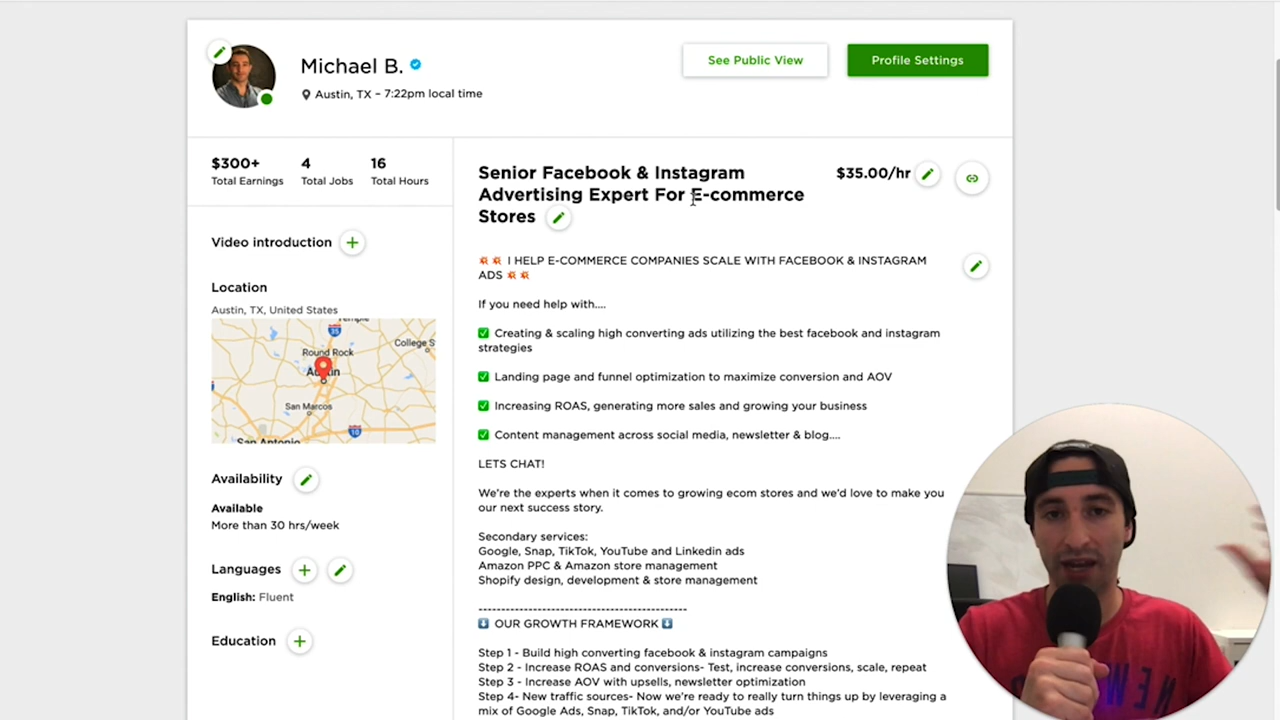 Michael B.
Austin, TX – 7:22pm local time
See Public View
Profile Settings
$300+
Total Earnings
4
Total Jobs
16
Total Hours
Video introduction
Location
Austin, TX, United States
Temple
35
College S
Round Rock
Austin
San Marcos
10
San Antonio
Availability
Available
More than 30 hrs/week
Languages
English: Fluent
Education
Senior Facebook & Instagram
Advertising Expert For E-commerce
Stores
$35.00/hr
💥💥 I HELP E-COMMERCE COMPANIES SCALE WITH FACEBOOK & INSTAGRAM
ADS 💥💥
If you need help with....
✅ Creating & scaling high converting ads utilizing the best facebook and instagram
strategies
✅ Landing page and funnel optimization to maximize conversion and AOV
✅ Increasing ROAS, generating more sales and growing your business
✅ Content management across social media, newsletter & blog....
LETS CHAT!
We're the experts when it comes to growing ecom stores and we'd love to make you
our next success story.
Secondary services:
Google, Snap, TikTok, YouTube and Linkedin ads
Amazon PPC & Amazon store management
Shopify design, development & store management
----------------------------------------------
⬇️ OUR GROWTH FRAMEWORK ⬇️
Step 1 - Build high converting facebook & instagram campaigns
Step 2 - Increase ROAS and conversions- Test, increase conversions, scale, repeat
Step 3 - Increase AOV with upsells, newsletter optimization
Step 4- New traffic sources- Now we're ready to really turn things up by leveraging a
mix of Google Ads, Snap, TikTok, and/or YouTube ads
NEW